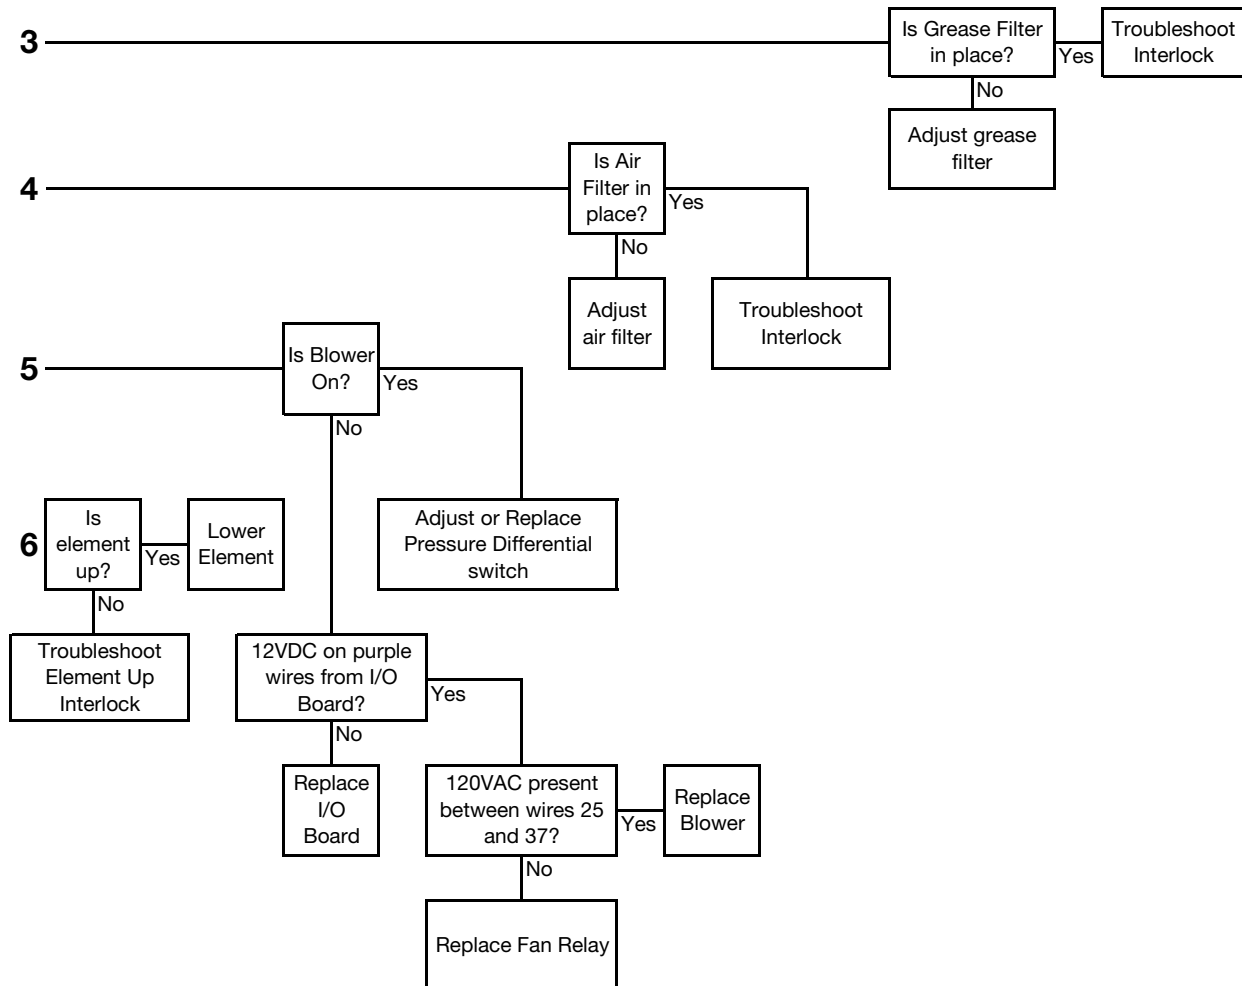 3
Is Grease Filter
in place?
Yes
Troubleshoot
Interlock
No
Adjust grease
filter
4
Is Air
Filter in
place?
Yes
No
Adjust
air filter
Troubleshoot
Interlock
5
Is Blower
On?
Yes
No
Adjust or Replace
Pressure Differential
switch
6
Is
element
up?
Yes
Lower
Element
No
Troubleshoot
Element Up
Interlock
12VDC on purple
wires from I/O
Board?
Yes
No
Replace
I/O
Board
120VAC present
between wires 25
and 37?
Yes
Replace
Blower
No
Replace Fan Relay